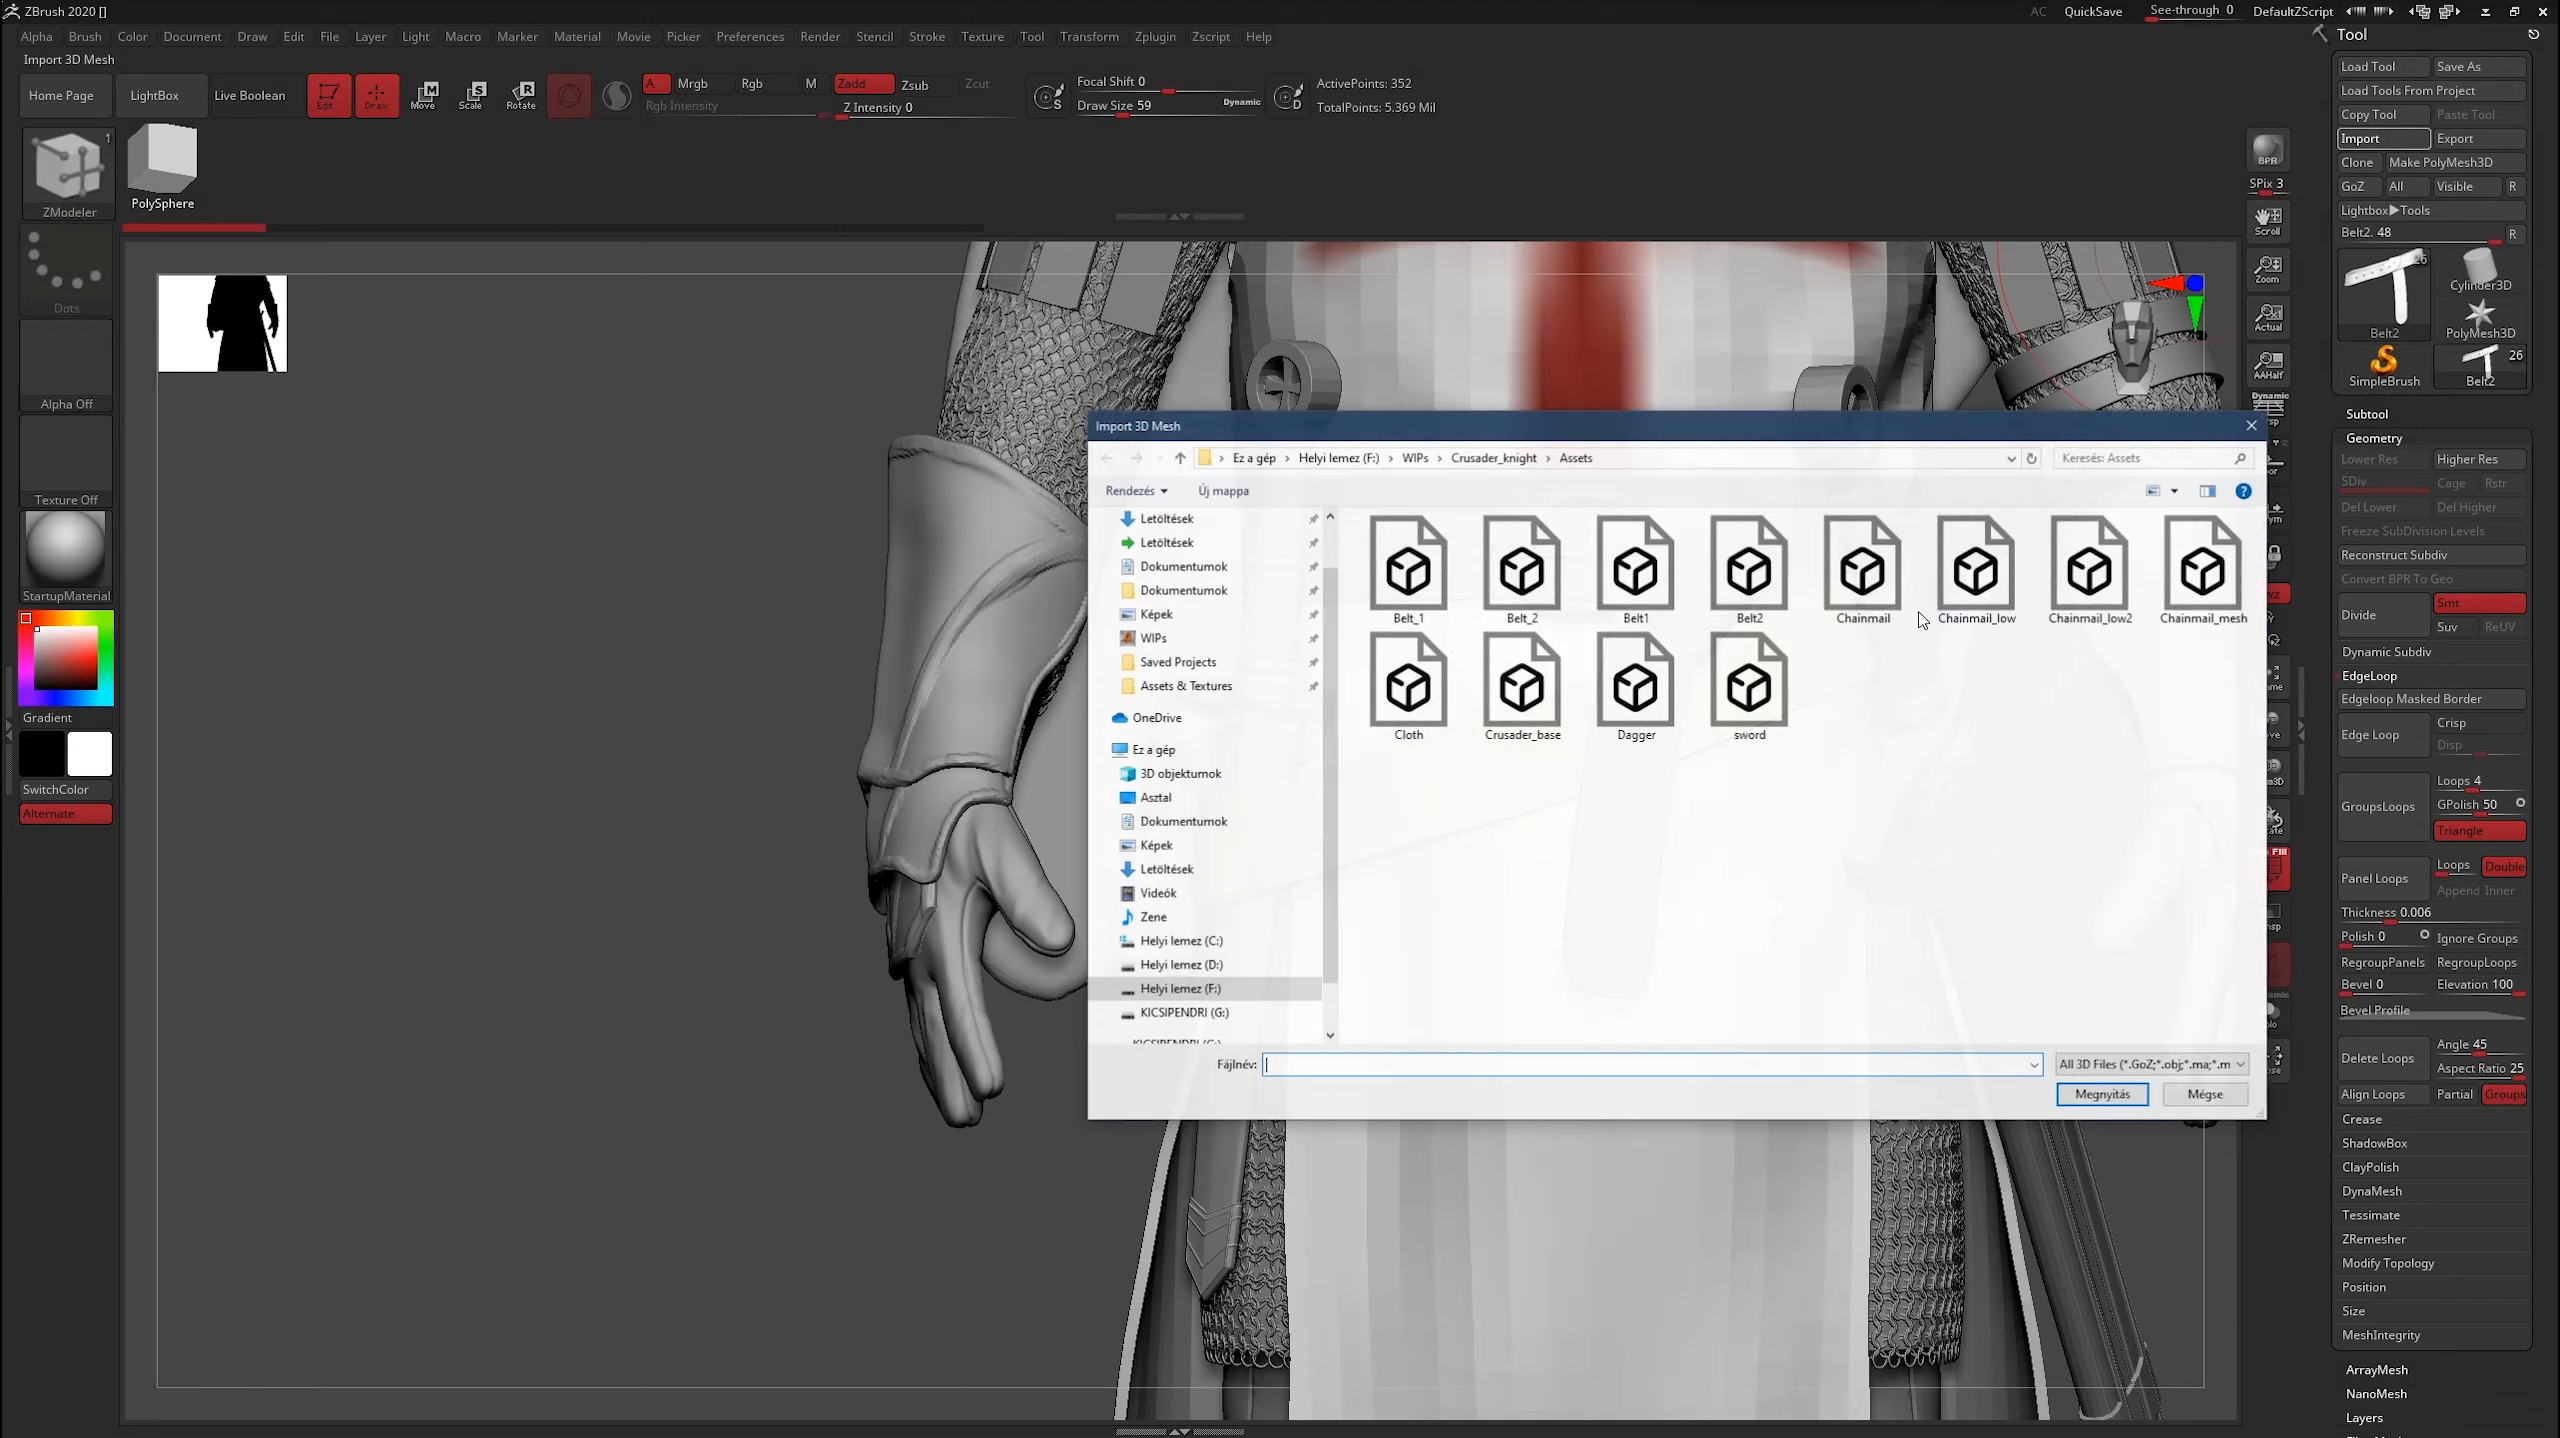 ZBrush 2020 []
AC QuickSave See-through 0 DefaultZScript
Alpha Brush Color Document Draw Edit File Layer Light Macro Marker Material Movie Picker Preferences Render Stencil Stroke Texture Tool Transform Zplugin Zscript Help
Import 3D Mesh
Home Page LightBox Live Boolean Edit Draw Move Scale Rotate
A Mrgb Rgb M Zadd Zsub Zcut
Rgb Intensity Z Intensity 0
Focal Shift 0
Draw Size 59 Dynamic
ActivePoints: 352
TotalPoints: 5.369 Mil
1
ZModeler
PolySphere
Dots
Alpha Off
Texture Off
StartupMaterial
Gradient
SwitchColor
Alternate
BPR
SPix 3
Scroll
Zoom
Actual
AAHalf
Dynamic
Import 3D Mesh
Ez a gép › Helyi lemez (F:) › WIPs › Crusader_knight › Assets
Keresés: Assets
Rendezés Új mappa
Letöltések
Letöltések
Dokumentumok
Dokumentumok
Képek
WIPs
Saved Projects
Assets & Textures
OneDrive
Ez a gép
3D objektumok
Asztal
Dokumentumok
Képek
Letöltések
Videók
Zene
Helyi lemez (C:)
Helyi lemez (D:)
Helyi lemez (F:)
KICSIPENDRI (G:)
KICSIPENDRI (G:)
Belt_1 Belt_2 Belt1 Belt2 Chainmail Chainmail_low Chainmail_low2 Chainmail_mesh
Cloth Crusader_base Dagger sword
Fájlnév:
All 3D Files (*.GoZ;*.obj;*.ma;*.m
Megnyitás Mégse
Tool
Load Tool Save As
Load Tools From Project
Copy Tool Paste Tool
Import Export
Clone Make PolyMesh3D
GoZ All Visible R
Lightbox▶Tools
Belt2. 48 R
26
Belt2
Cylinder3D
PolyMesh3D
SimpleBrush
26
Belt2
Subtool
Geometry
Lower Res Higher Res
SDiv Cage Rstr
Del Lower Del Higher
Freeze SubDivision Levels
Reconstruct Subdiv
Convert BPR To Geo
Divide Smt
Suv ReUV
Dynamic Subdiv
EdgeLoop
Edgeloop Masked Border
Edge Loop Crisp
Disp
GroupsLoops Loops 4
GPolish 50
Triangle
Panel Loops Loops Double
Append Inner
Thickness 0.006
Polish 0 Ignore Groups
RegroupPanels RegroupLoops
Bevel 0 Elevation 100
Bevel Profile
Delete Loops Angle 45
Aspect Ratio 25
Align Loops Partial Groups
Crease
ShadowBox
ClayPolish
DynaMesh
Tessimate
ZRemesher
Modify Topology
Position
Size
MeshIntegrity
ArrayMesh
NanoMesh
Layers